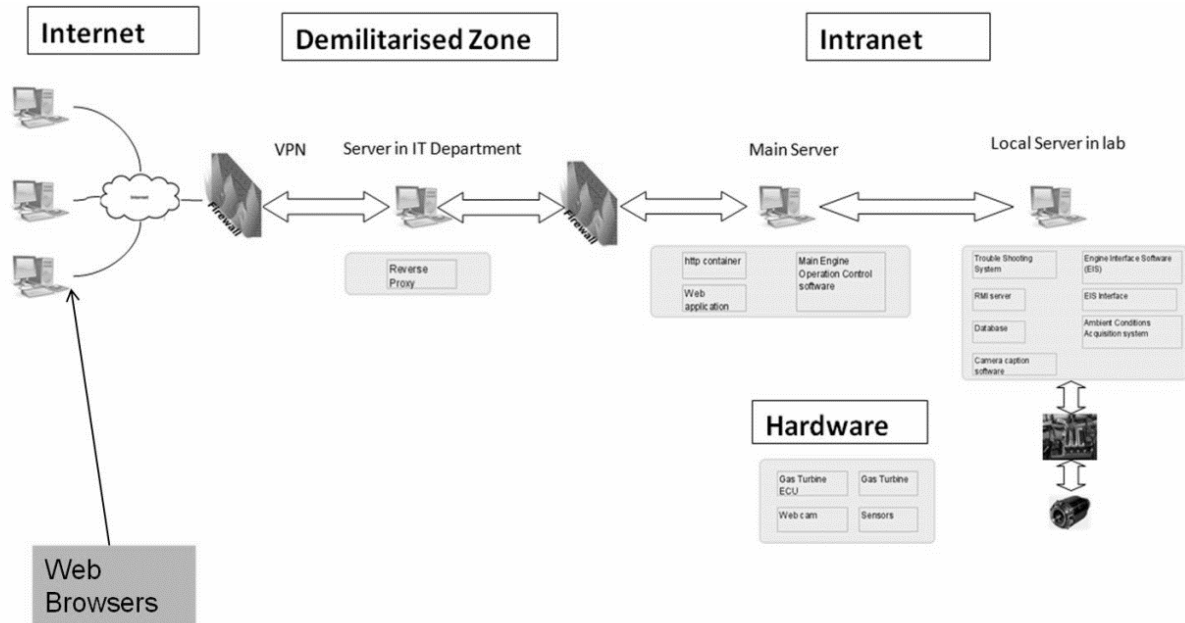 Internet
Demilitarised Zone
Intranet
VPN
Server in IT Department
Main Server
Local Server in lab
Internet
Firewall
Firewall
Reverse
Proxy
http container
Web
application
Main Engine
Operation Control
software
Trouble Shooting
System
RMI server
Database
Camera caption
software
Engine Interface Software
(EIS)
EIS Interface
Ambient Conditions
Acquisition system
Hardware
Gas Turbine
ECU
Gas Turbine
Web cam
Sensors
Web
Browsers